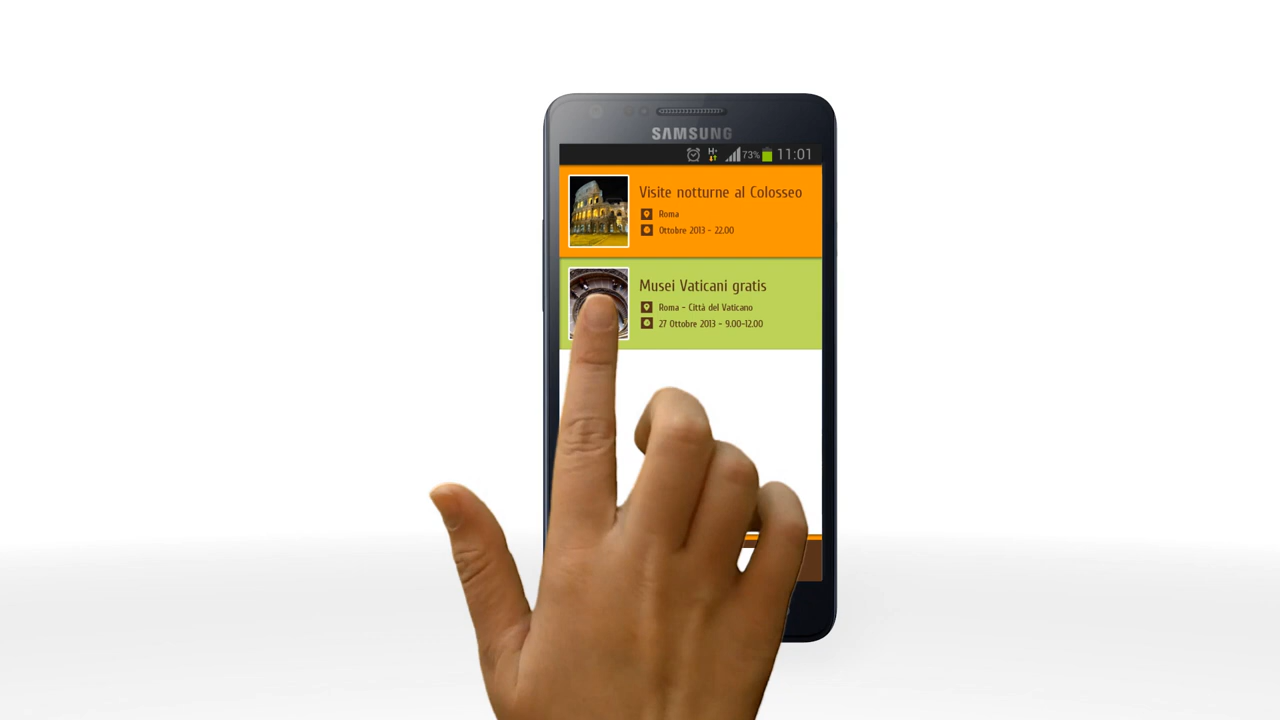 SAMSUNG
H+ 73% 11:01
Visite notturne al Colosseo
Roma
Ottobre 2013 - 22.00
Musei Vaticani gratis
Roma - Città del Vaticano
27 Ottobre 2013 - 9.00-12.00